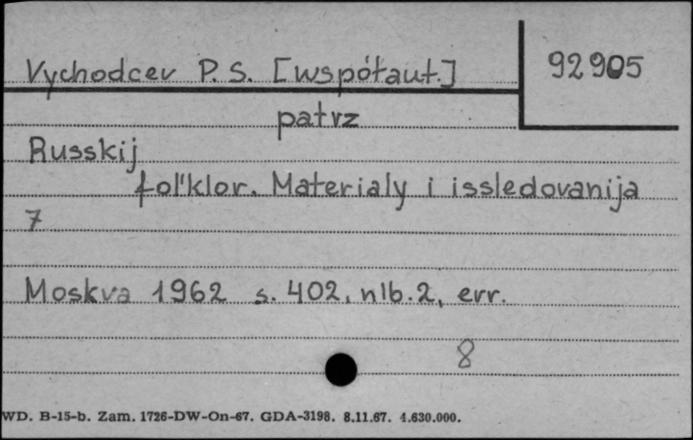 Vychodcev P. S. [współaut.]
92905
patrz
Russkij
fol'klor. Materialy i issledovanija
7
Moskva 1962 s. 402, nlb. 2, err.
8
WD. B-15-b. Zam. 1726-DW-On-67. GDA-3198. 8.11.67. 4.630.000.